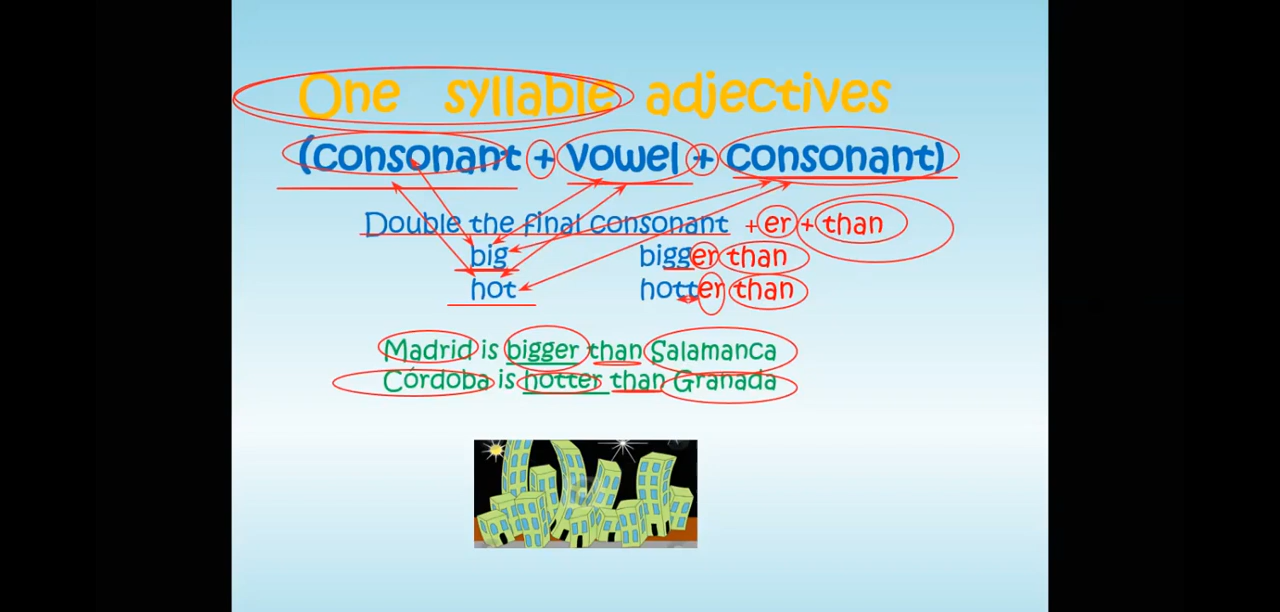 One syllable adjectives
(consonant + vowel + consonant)
Double the final consonant +er + than
big bigger than
hot hotter than
Madrid is bigger than Salamanca
Córdoba is hotter than Granada